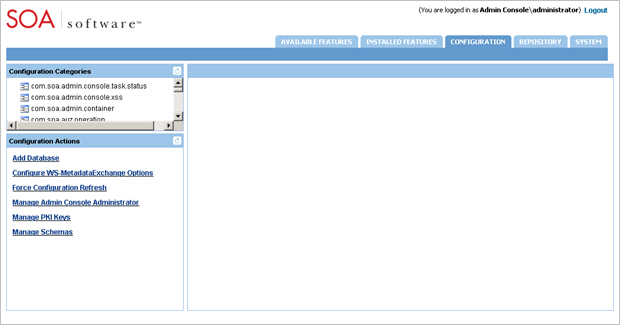 SOA software™
(You are logged in as Admin Console\administrator) Logout
AVAILABLE FEATURES INSTALLED FEATURES CONFIGURATION REPOSITORY SYSTEM
Configuration Categories
com.soa.admin.console.task.status
com.soa.admin.console.xss
com.soa.admin.container
com.soa.auz.operation
Configuration Actions
Add Database
Configure WS-MetadataExchange Options
Force Configuration Refresh
Manage Admin Console Administrator
Manage PKI Keys
Manage Schemas